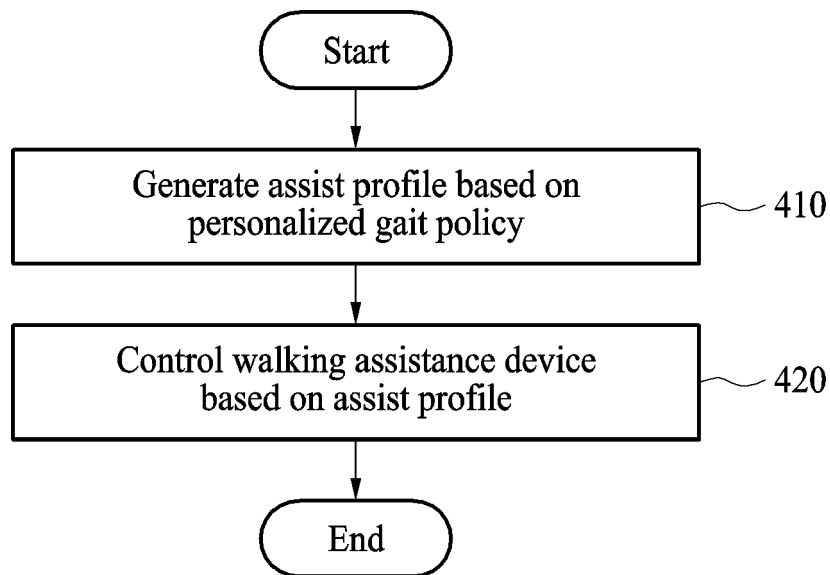 Start
Generate assist profile based on
personalized gait policy
410
Control walking assistance device
based on assist profile
420
End